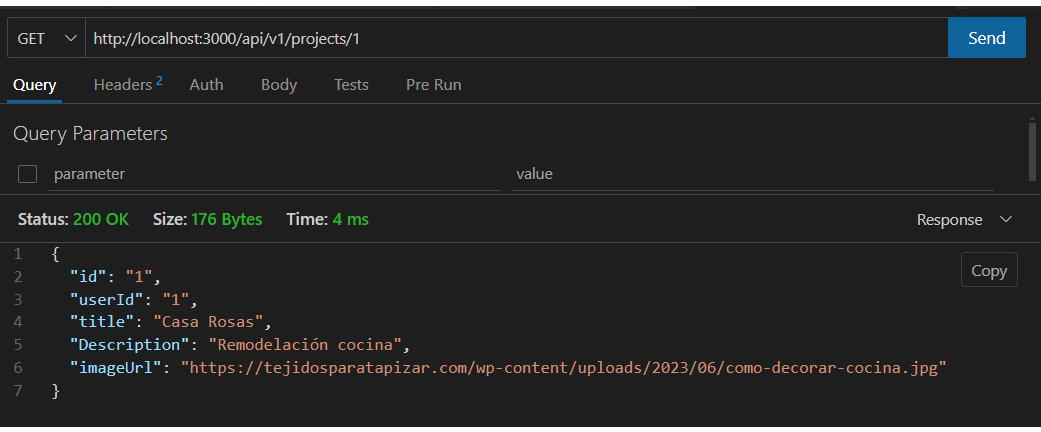 GET http://localhost:3000/api/v1/projects/1 Send
Query Headers 2 Auth Body Tests Pre Run
Query Parameters
parameter value
Status: 200 OK Size: 176 Bytes Time: 4 ms Response
1 {
2 "id": "1",
3 "userId": "1",
4 "title": "Casa Rosas",
5 "Description": "Remodelación cocina",
6 "imageUrl": "https://tejidosparatapizar.com/wp-content/uploads/2023/06/como-decorar-cocina.jpg"
7 }
Copy